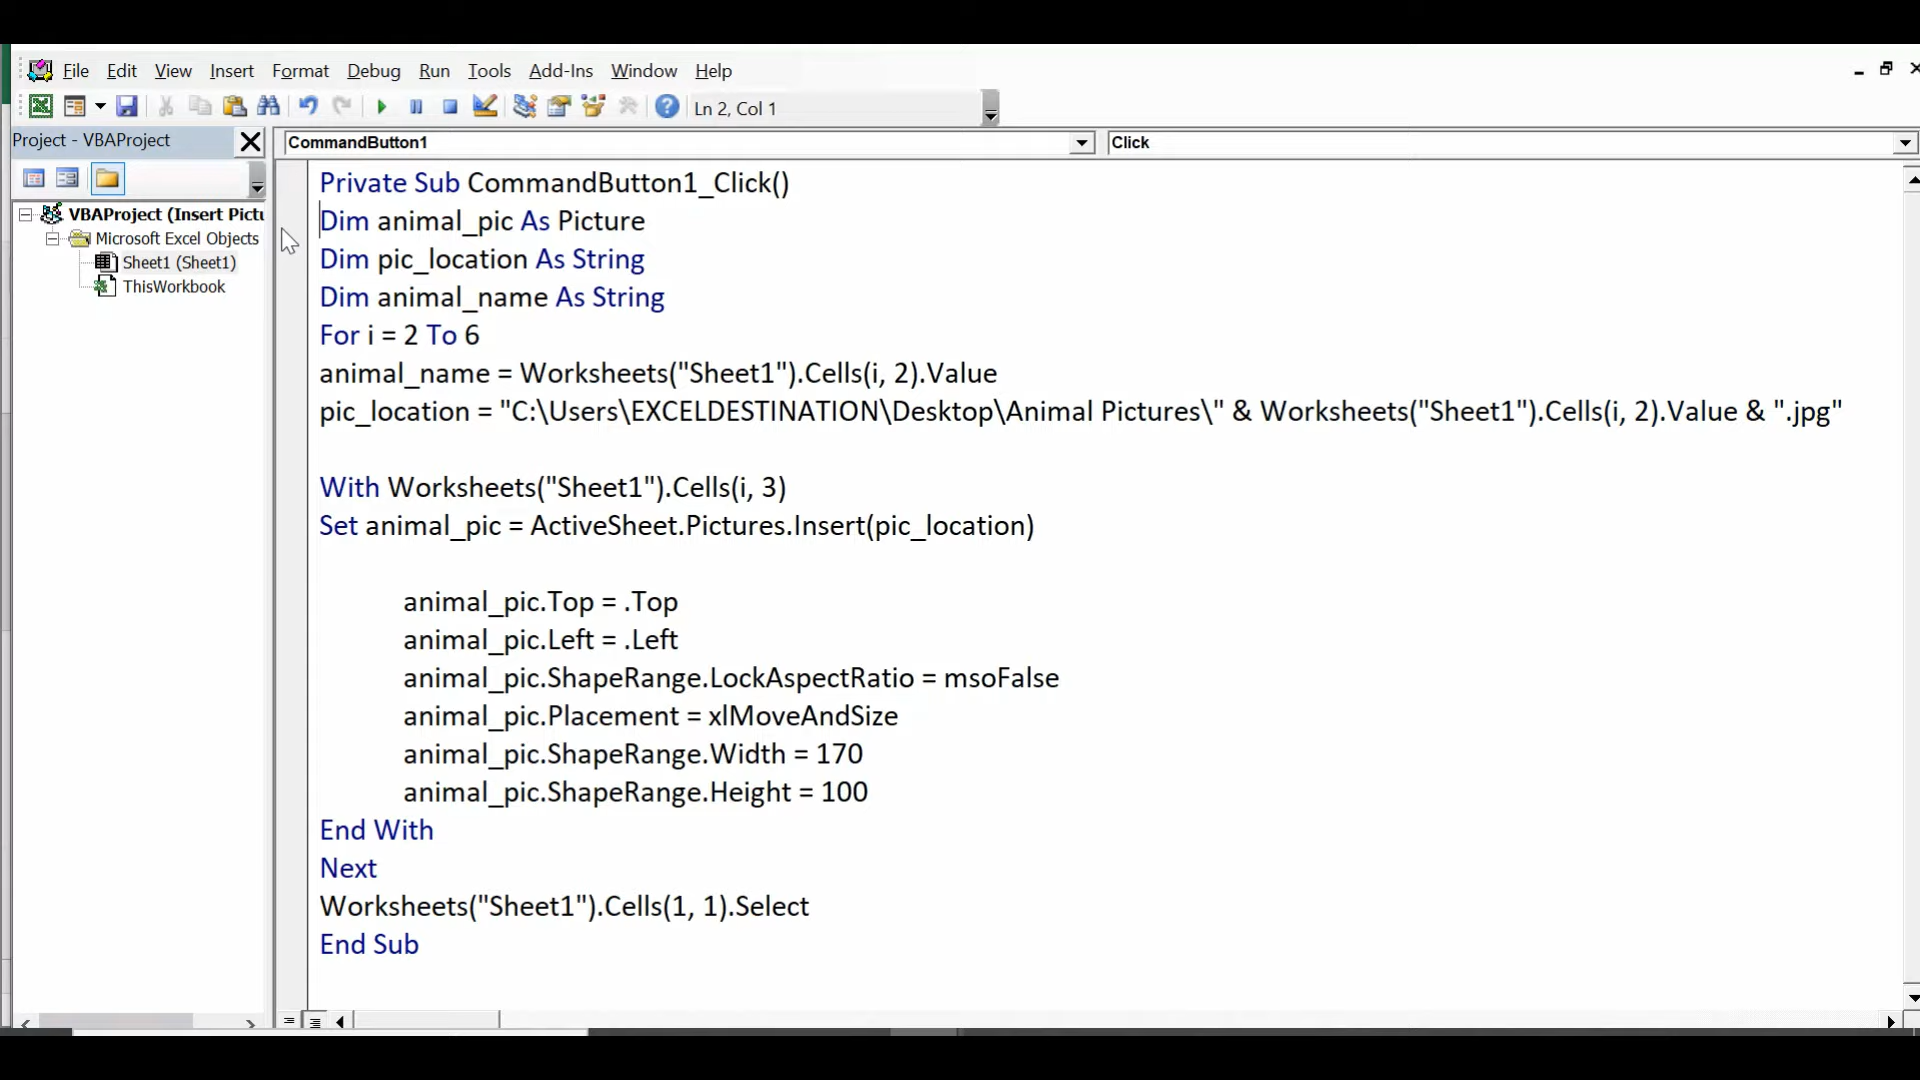 File Edit View Insert Format Debug Run Tools Add-Ins Window Help
Ln 2, Col 1
Project - VBAProject
CommandButton1 Click
VBAProject (Insert Pictu
Microsoft Excel Objects
Sheet1 (Sheet1)
ThisWorkbook
Private Sub CommandButton1_Click()
Dim animal_pic As Picture
Dim pic_location As String
Dim animal_name As String
For i = 2 To 6
animal_name = Worksheets("Sheet1").Cells(i, 2).Value
pic_location = "C:\Users\EXCELDESTINATION\Desktop\Animal Pictures\" & Worksheets("Sheet1").Cells(i, 2).Value & ".jpg"
With Worksheets("Sheet1").Cells(i, 3)
Set animal_pic = ActiveSheet.Pictures.Insert(pic_location)
animal_pic.Top = .Top
animal_pic.Left = .Left
animal_pic.ShapeRange.LockAspectRatio = msoFalse
animal_pic.Placement = xlMoveAndSize
animal_pic.ShapeRange.Width = 170
animal_pic.ShapeRange.Height = 100
End With
Next
Worksheets("Sheet1").Cells(1, 1).Select
End Sub